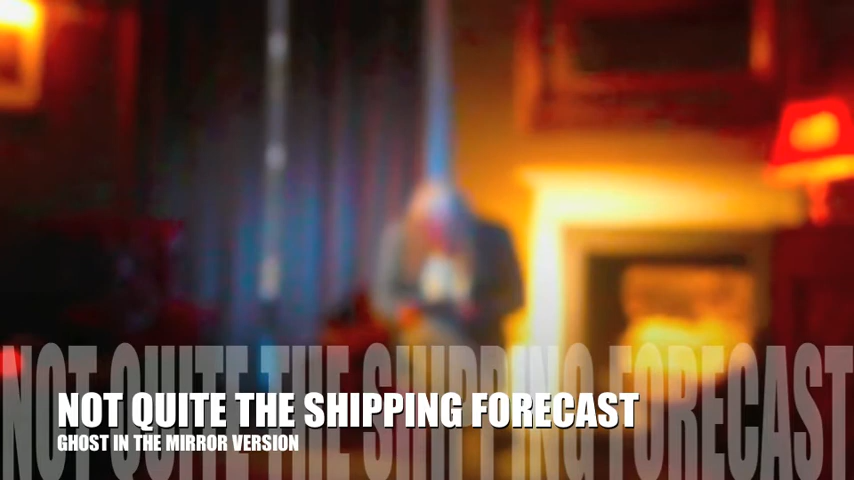 NOT QUITE THE SHIPPING FORECAST
NOT QUITE THE SHIPPING FORECAST
GHOST IN THE MIRROR VERSION